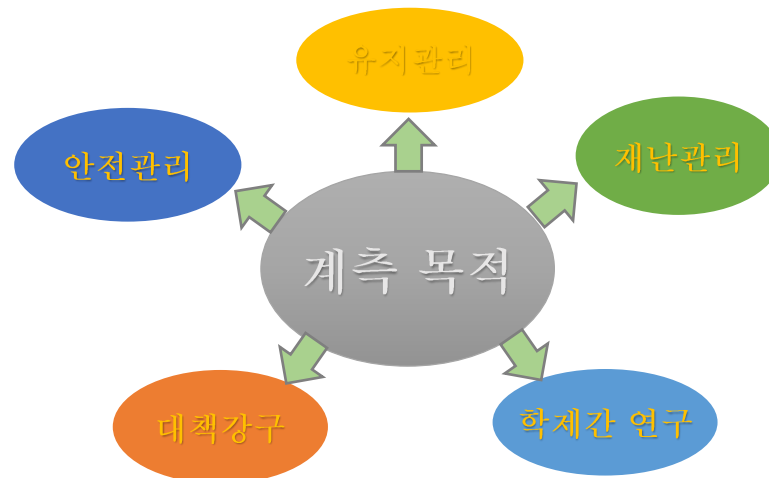 유지관리
안전관리
재난관리
계측 목적
대책강구
학제간 연구